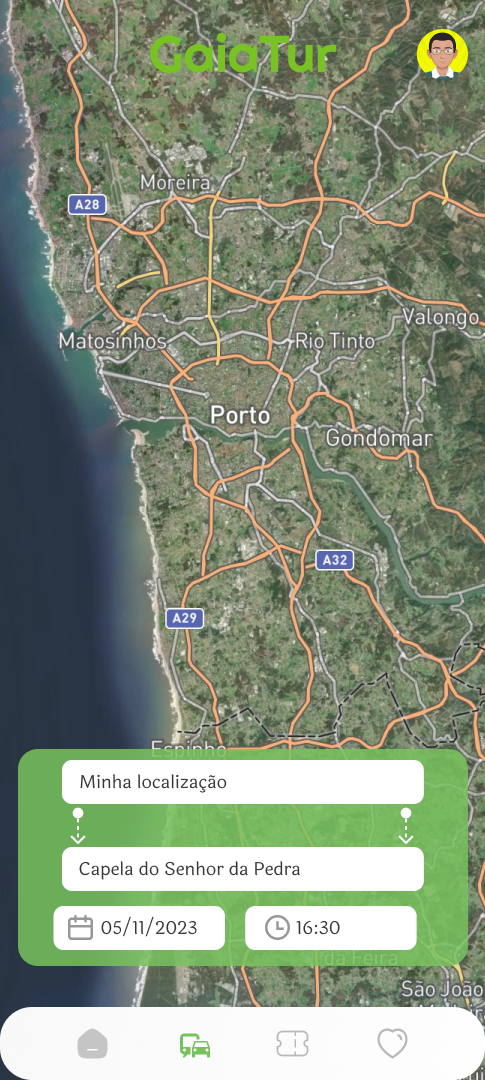 GaiaTur
Moreira
A28
Valongo
Matosinhos
Rio Tinto
Porto
Gondomar
A32
A29
Espinho
Minha localização
Capela do Senhor da Pedra
05/11/2023
16:30
da Feira
São João